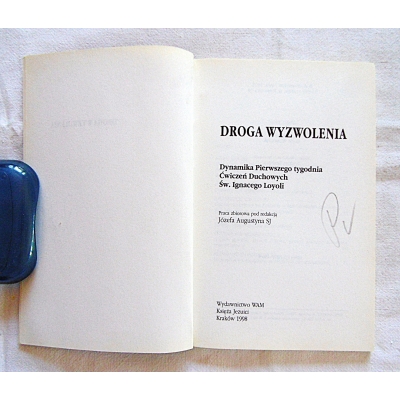 DROGA WYZWOLENIA
Dynamika Pierwszego tygodnia
Ćwiczeń Duchowych
Św. Ignacego Loyoli
Praca zbiorowa pod redakcją
Józefa Augustyna SJ
Wydawnictwo WAM
Księża Jezuici
Kraków 1998